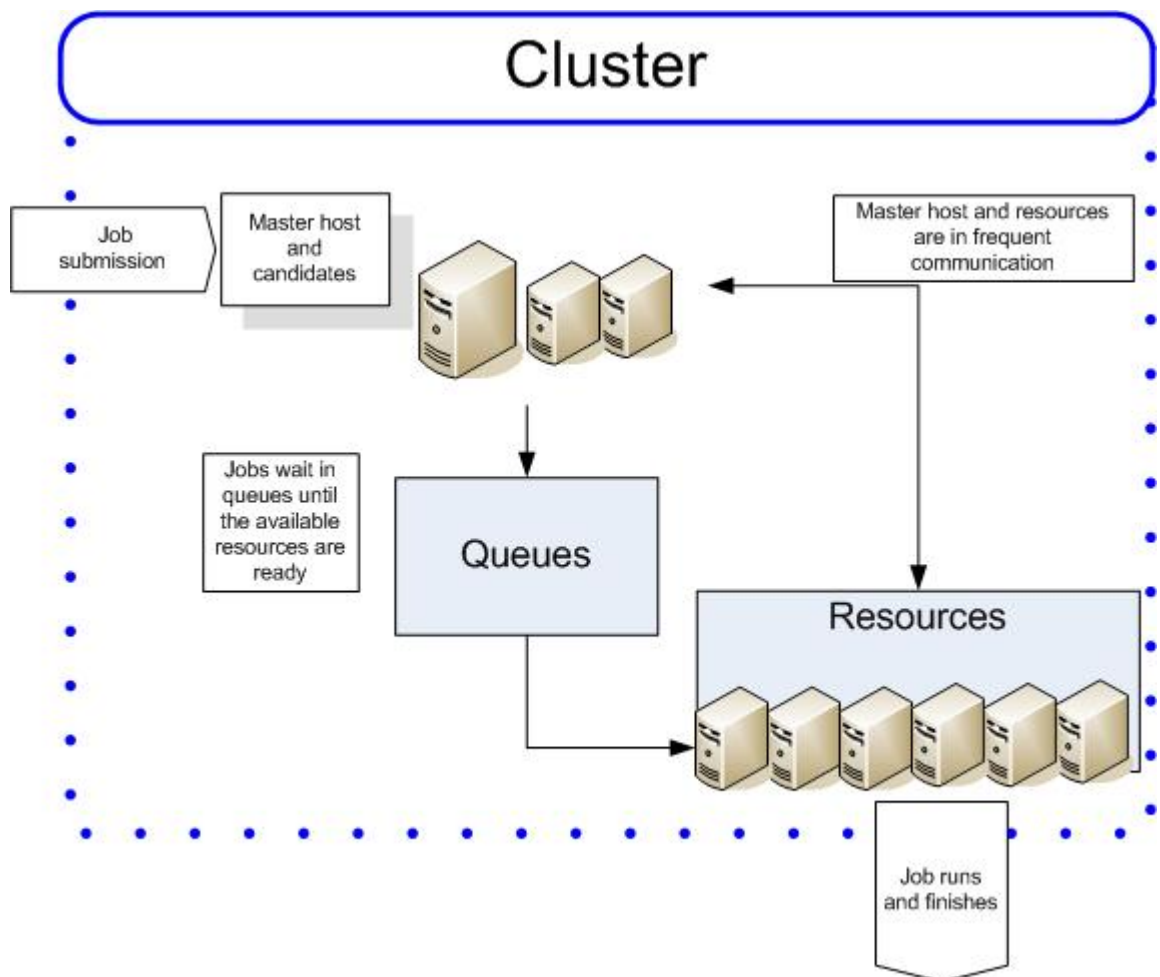 Cluster
Job
submission
Master host
and
candidates
Master host and resources
are in frequent
communication
Jobs wait in
queues until
the available
resources are
ready
Queues
Resources
Job runs
and finishes